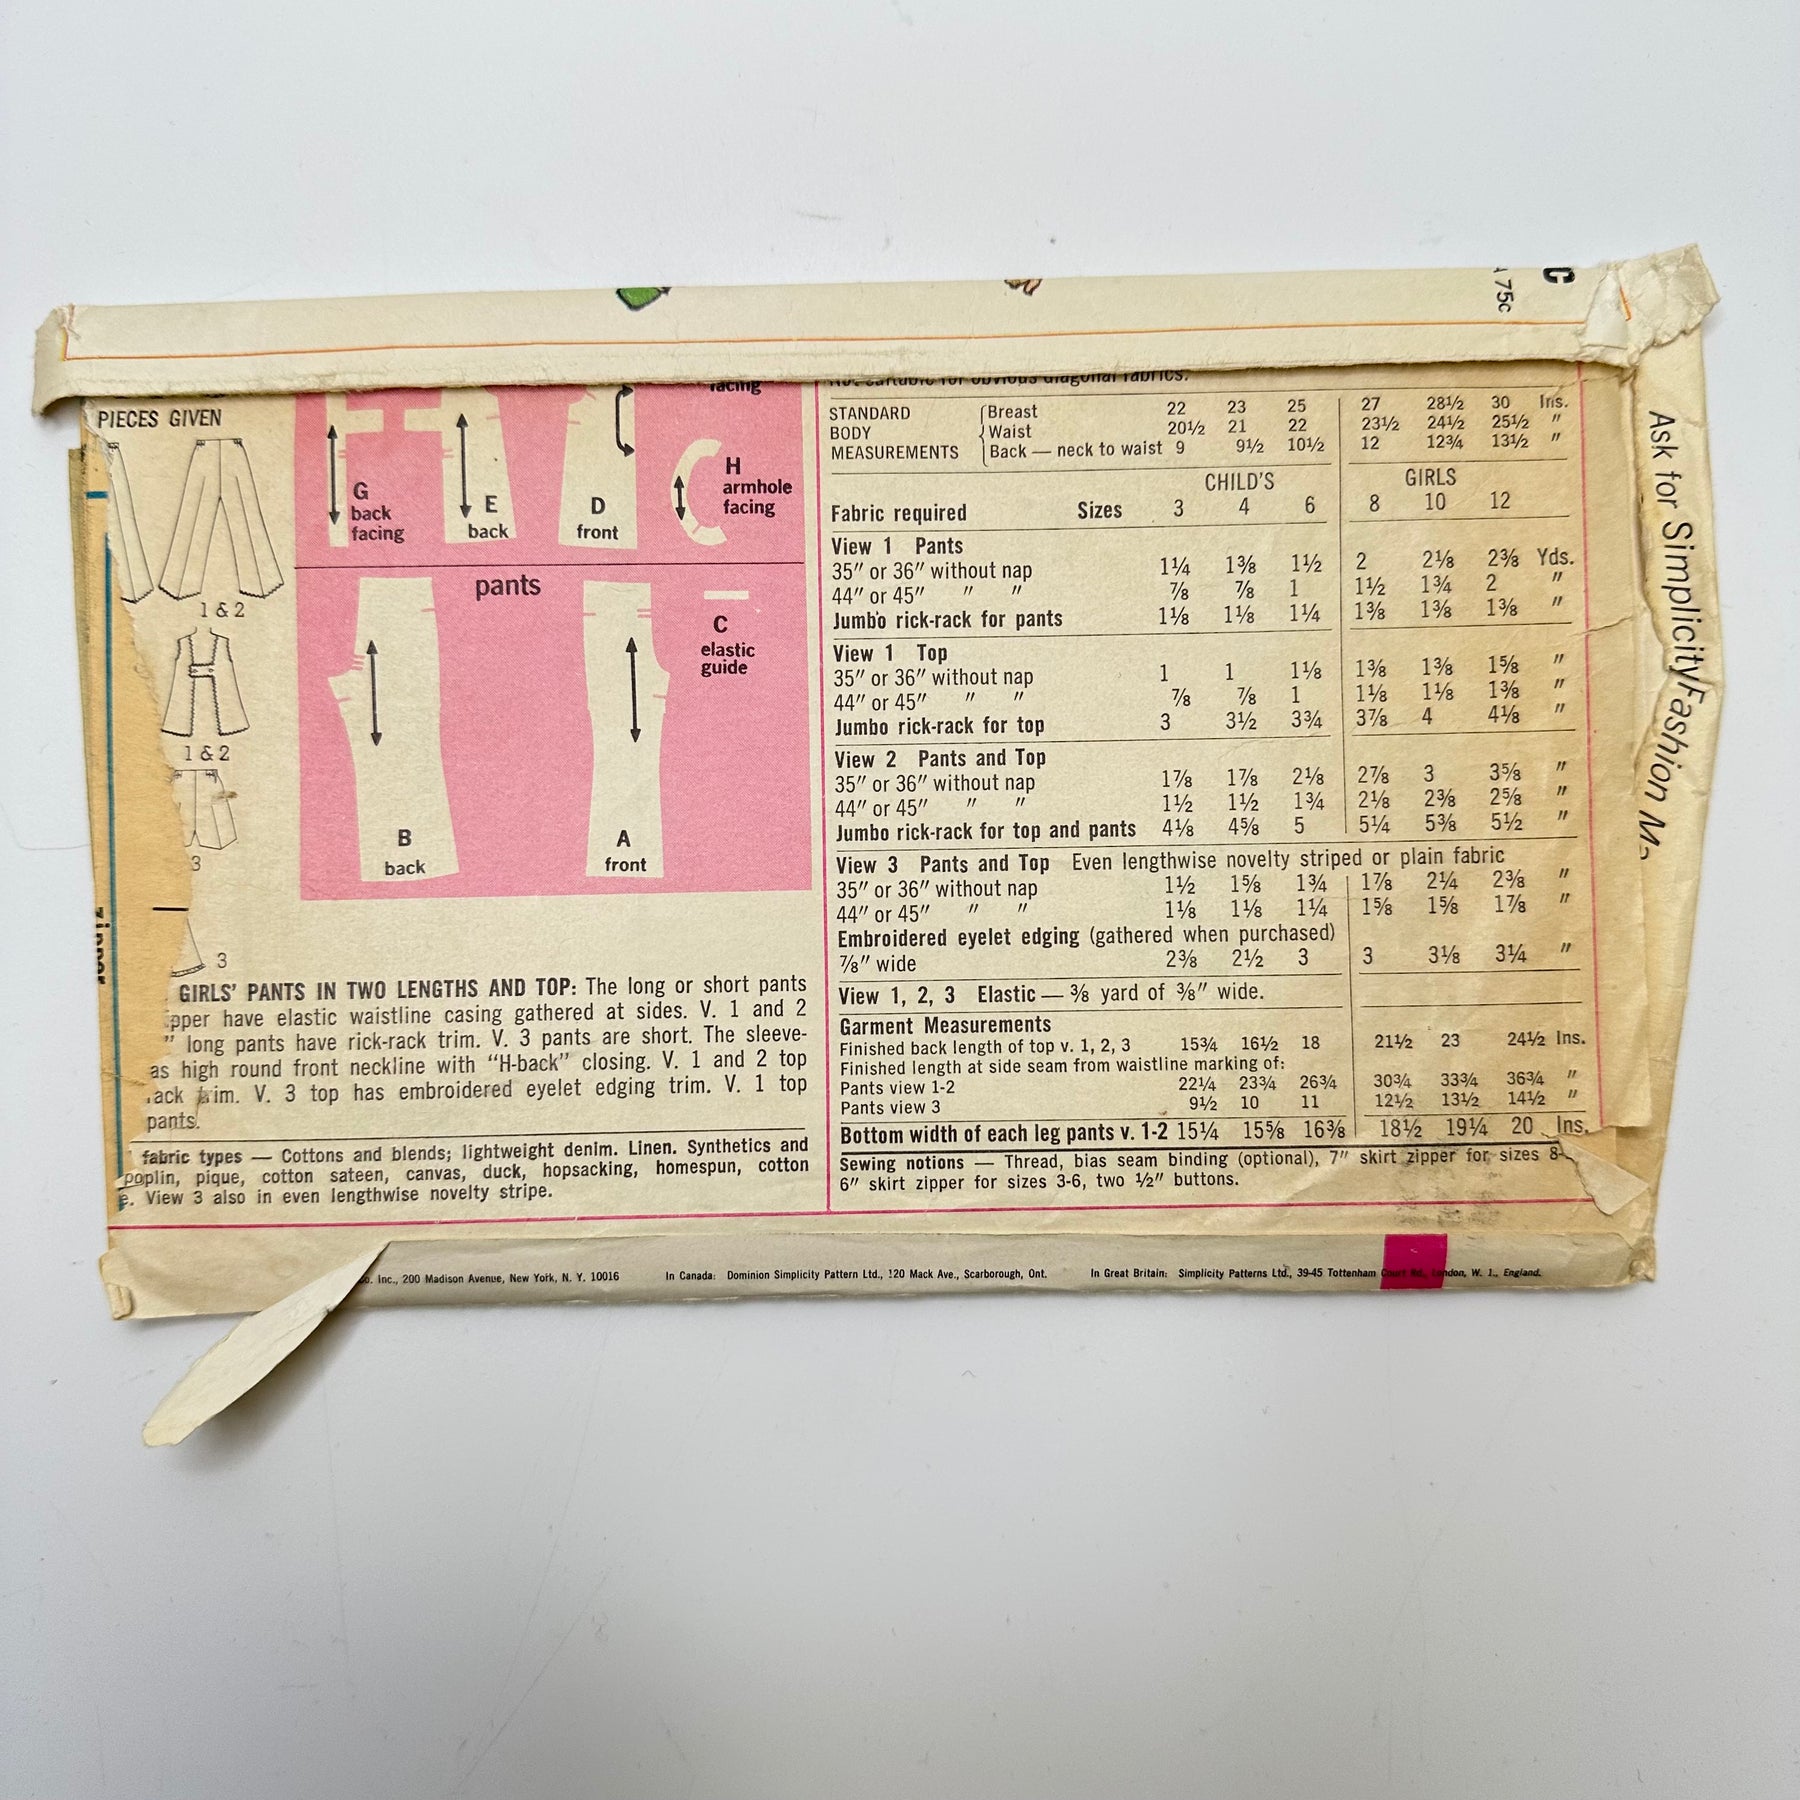 75c
C
Ask for Simplicity Fashion
PIECES GIVEN
1 & 2
1 & 2
3
3
zipper
facing
G
back
facing
E
back
D
front
H
armhole
facing
pants
C
elastic
guide
B
back
A
front
GIRLS' PANTS IN TWO LENGTHS AND TOP: The long or short pants
have elastic waistline casing gathered at sides. V. 1 and 2
" long pants have rick-rack trim. V. 3 pants are short. The sleeve-
as high round front neckline with "H-back" closing. V. 1 and 2 top
trim. V. 3 top has embroidered eyelet edging trim. V. 1 top
pants.
fabric types — Cottons and blends; lightweight denim. Linen. Synthetics and
poplin, pique, cotton sateen, canvas, duck, hopsacking, homespun, cotton
e. View 3 also in even lengthwise novelty stripe.
Not suitable for obvious diagonal fabrics.
STANDARD BODY MEASUREMENTS
Breast 22 23 25 27 28½ 30 Ins.
Waist 20½ 21 22 23½ 24½ 25½ "
Back — neck to waist 9 9½ 10½ 12 12¾ 13½ "
CHILD'S GIRLS
Fabric required Sizes 3 4 6 8 10 12
View 1 Pants
35" or 36" without nap 1¼ 1⅜ 1½ 2 2⅛ 2⅜ Yds.
44" or 45" " " ⅞ ⅞ 1 1½ 1¾ 2 "
Jumbo rick-rack for pants 1⅛ 1⅛ 1¼ 1⅜ 1⅜ 1⅜ "
View 1 Top
35" or 36" without nap 1 1 1⅛ 1⅜ 1⅜ 1⅝ "
44" or 45" " " ⅞ ⅞ 1 1⅛ 1⅛ 1⅜ "
Jumbo rick-rack for top 3 3½ 3¾ 3⅞ 4 4⅛ "
View 2 Pants and Top
35" or 36" without nap 1⅞ 1⅞ 2⅛ 2⅞ 3 3⅝ "
44" or 45" " " 1½ 1½ 1¾ 2⅛ 2⅜ 2⅝ "
Jumbo rick-rack for top and pants 4⅛ 4⅝ 5 5¼ 5⅜ 5½ "
View 3 Pants and Top Even lengthwise novelty striped or plain fabric
35" or 36" without nap 1½ 1⅝ 1¾ 1⅞ 2¼ 2⅜ "
44" or 45" " " 1⅛ 1⅛ 1¼ 1⅝ 1⅝ 1⅞ "
Embroidered eyelet edging (gathered when purchased)
⅞" wide 2⅜ 2½ 3 3 3⅛ 3¼ "
View 1, 2, 3 Elastic — ⅜ yard of ⅜" wide.
Garment Measurements
Finished back length of top v. 1, 2, 3 15¾ 16½ 18 21½ 23 24½ Ins.
Finished length at side seam from waistline marking of:
Pants view 1-2 22¼ 23¾ 26¾ 30¾ 33¾ 36¾ "
Pants view 3 9½ 10 11 12½ 13½ 14½ "
Bottom width of each leg pants v. 1-2 15¼ 15⅝ 16⅜ 18½ 19¼ 20 Ins.
Sewing notions — Thread, bias seam binding (optional), 7" skirt zipper for sizes 8-
6" skirt zipper for sizes 3-6, two ½" buttons.
Inc., 200 Madison Avenue, New York, N. Y. 10016 In Canada: Dominion Simplicity Pattern Ltd., 120 Mack Ave., Scarborough, Ont. In Great Britain: Simplicity Patterns Ltd., 39-45 Tottenham Court Rd., London, W. 1., England.